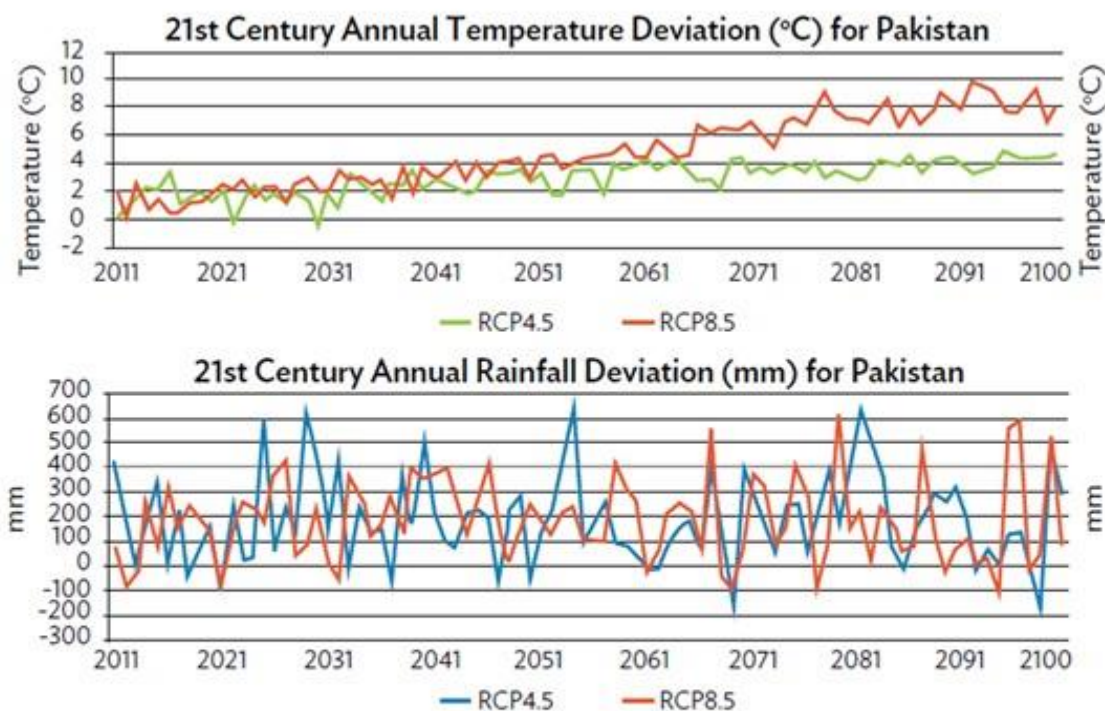 21st Century Annual Temperature Deviation (°C) for Pakistan
Temperature (°C)
12
10
8
6
4
2
0
-2
Temperature (°C)
2011 2021 2031 2041 2051 2061 2071 2081 2091 2100
RCP4.5 RCP8.5
21st Century Annual Rainfall Deviation (mm) for Pakistan
mm
700
600
500
400
300
200
100
0
-100
-200
-300
mm
2011 2021 2031 2041 2051 2061 2071 2081 2091 2100
RCP4.5 RCP8.5